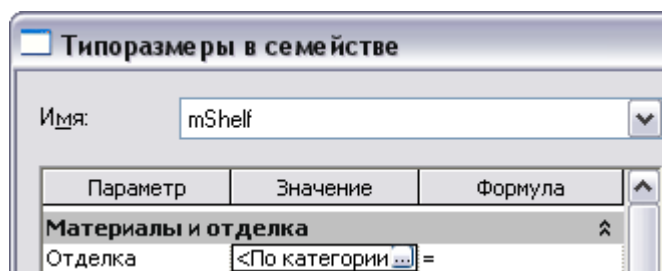 Типоразмеры в семействе
Имя: mShelf
Параметр Значение Формула
Материалы и отделка
Отделка <По категории ... =